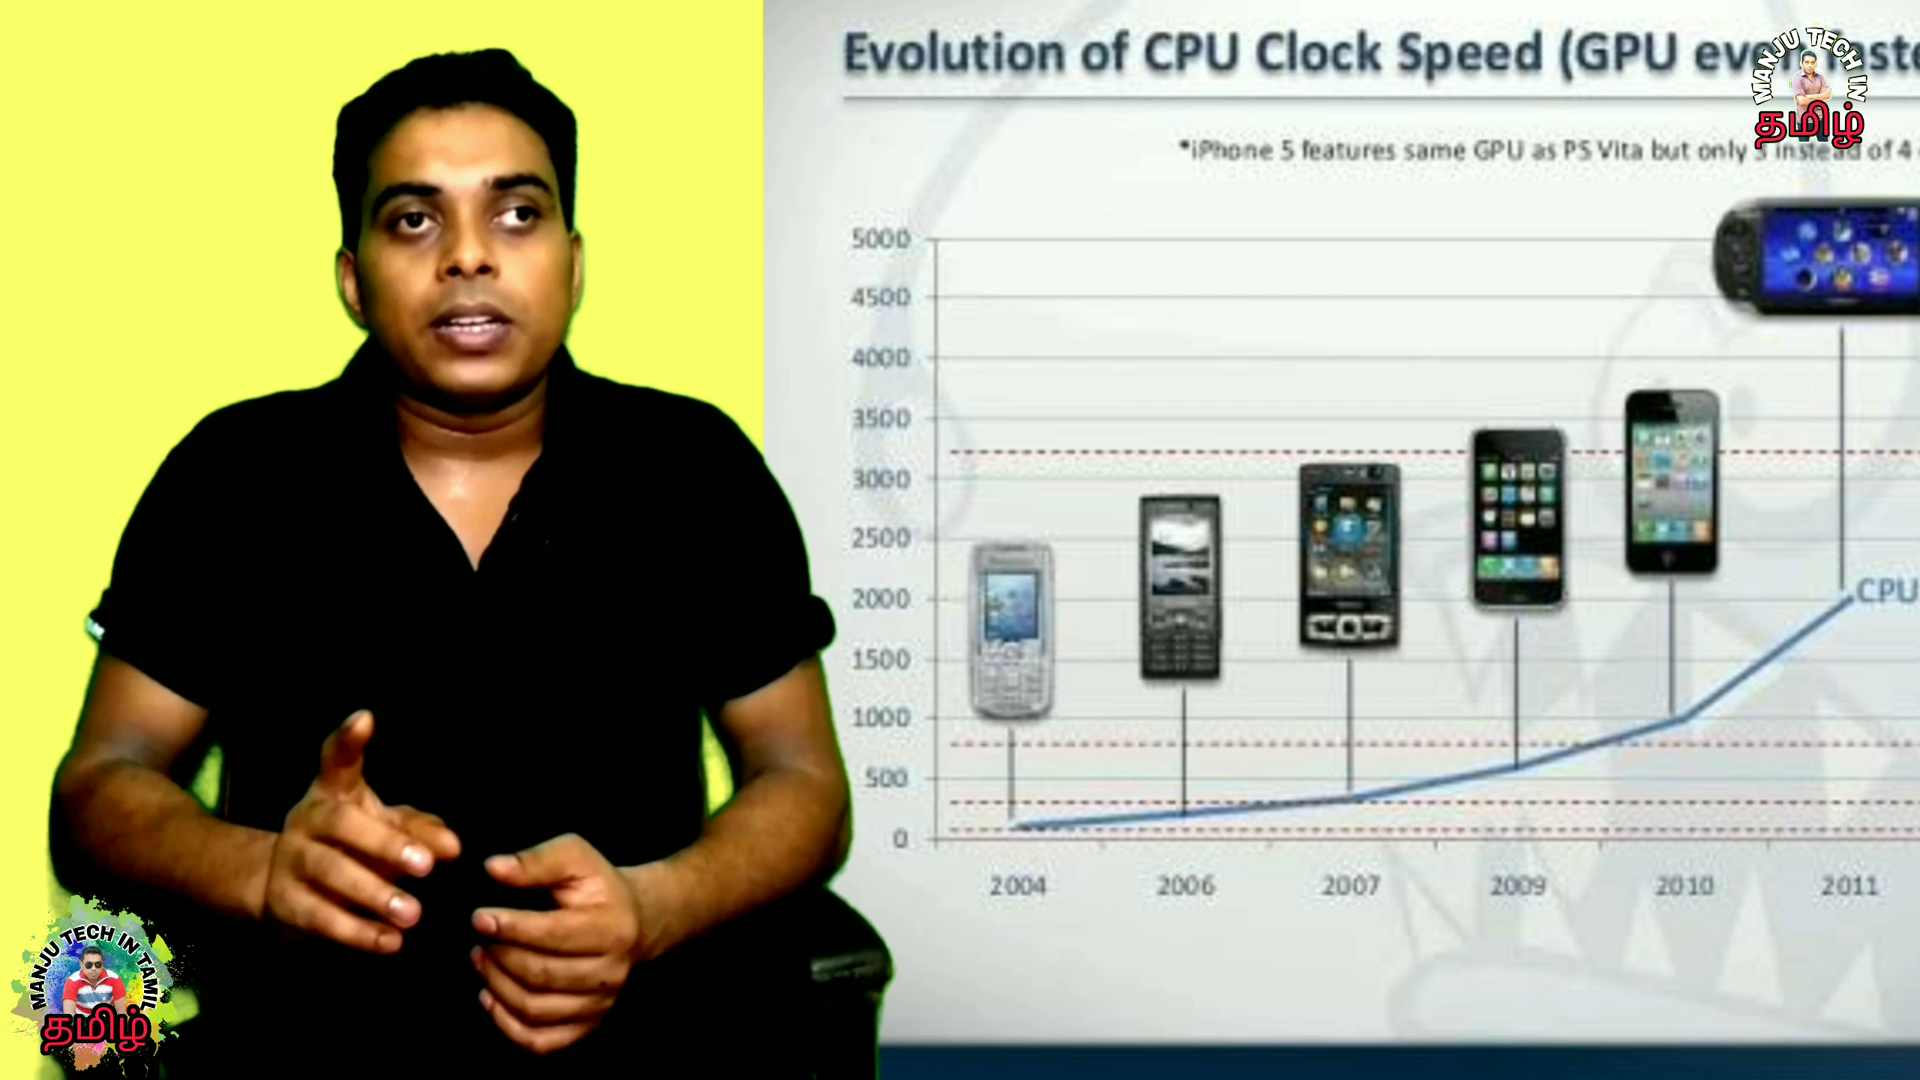 Evolution of CPU Clock Speed (GPU even
*iPhone 5 features same GPU as PS Vita but only 3 instead of 4
MANJU TECH IN
தமிழ்
5000
4500
4000
3500
3000
2500
2000
1500
1000
500
0
CPU
2004 2006 2007 2009 2010 2011
MANJU TECH IN TAMIL
தமிழ்